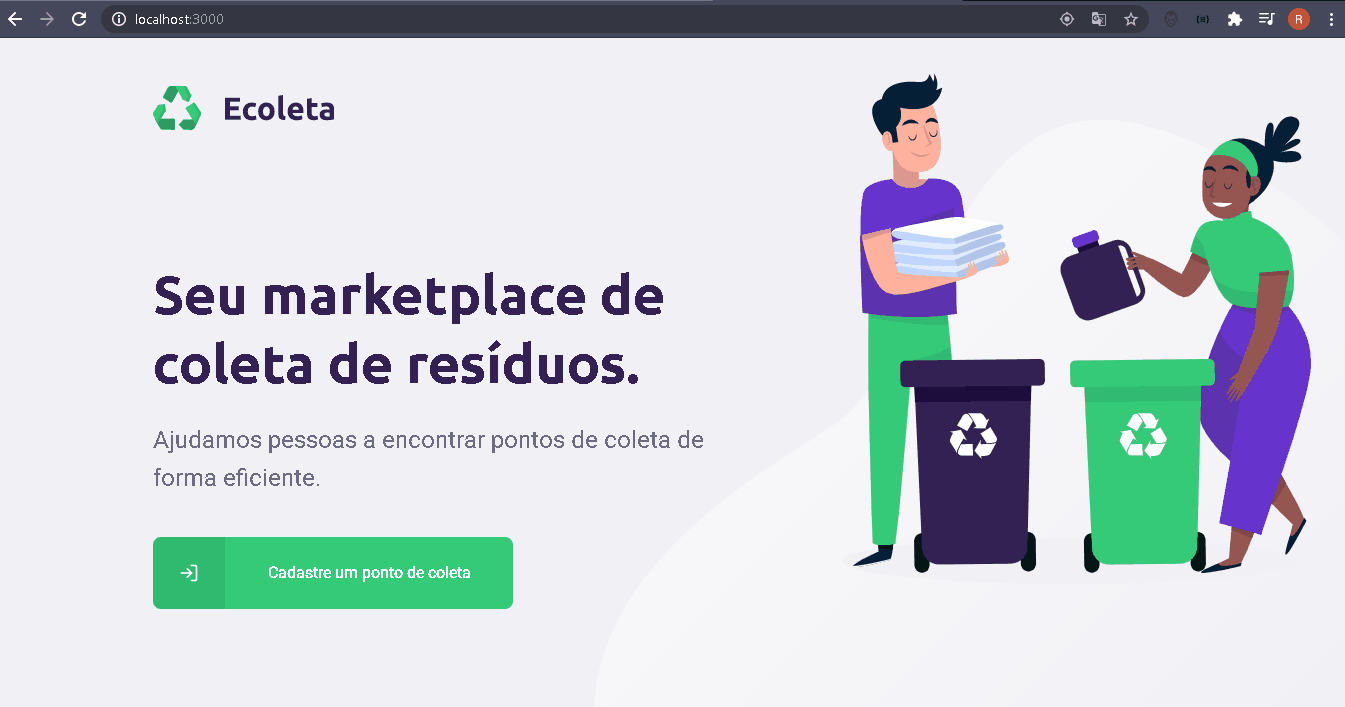 localhost:3000
R
Ecoleta
Seu marketplace de
coleta de resíduos.
Ajudamos pessoas a encontrar pontos de coleta de
forma eficiente.
Cadastre um ponto de coleta